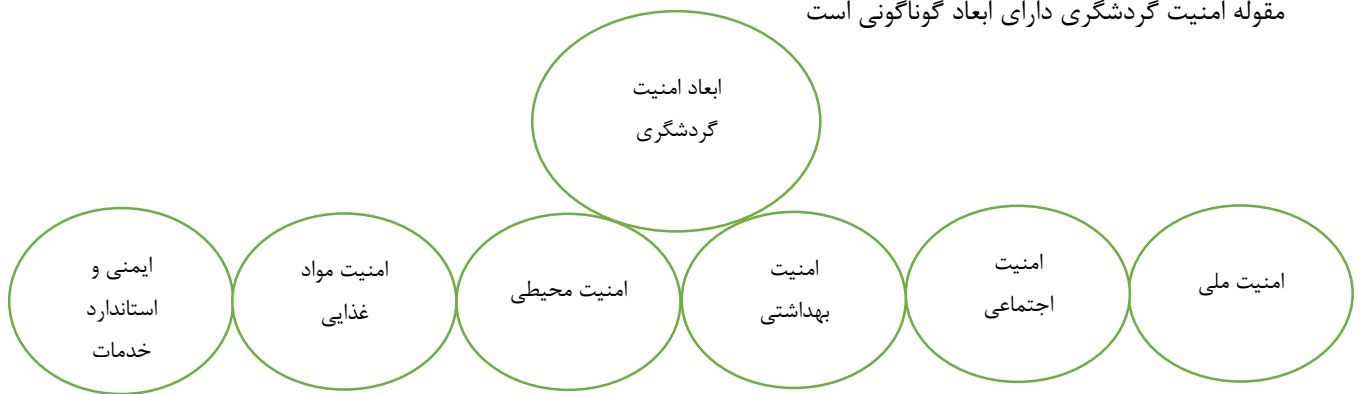 مقوله امنیت گردشگری دارای ابعاد گوناگونی است
ابعاد امنیت
گردشگری
امنیت ملی
امنیت
اجتماعی
امنیت
بهداشتی
امنیت محیطی
امنیت مواد
غذایی
ایمنی و
استاندارد
خدمات